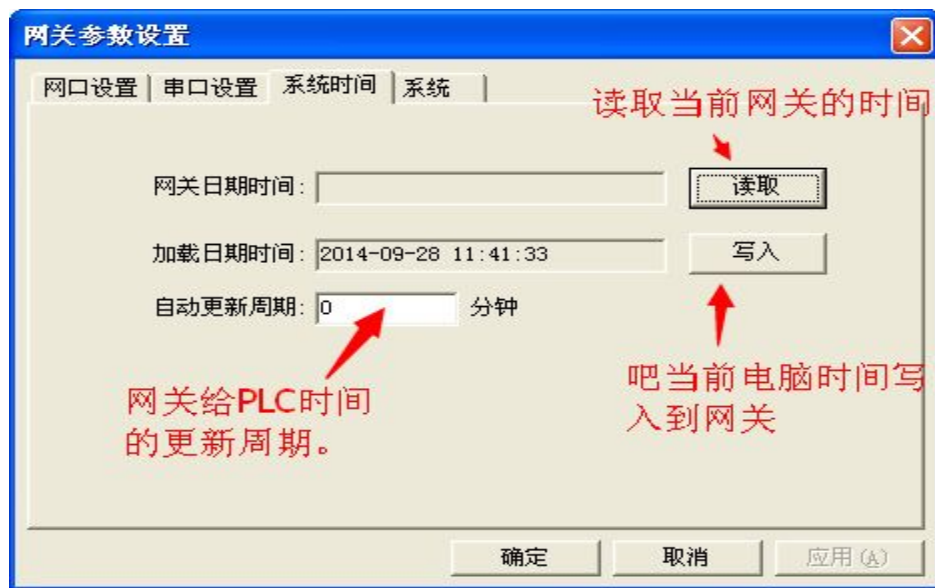 网关参数设置
网口设置 串口设置 系统时间 系统
读取当前网关的时间
网关日期时间: 读取
加载日期时间: 2014-09-28 11:41:33 写入
自动更新周期: 0 分钟
吧当前电脑时间写
入到网关
网关给PLC时间
的更新周期。
确定 取消 应用(A)